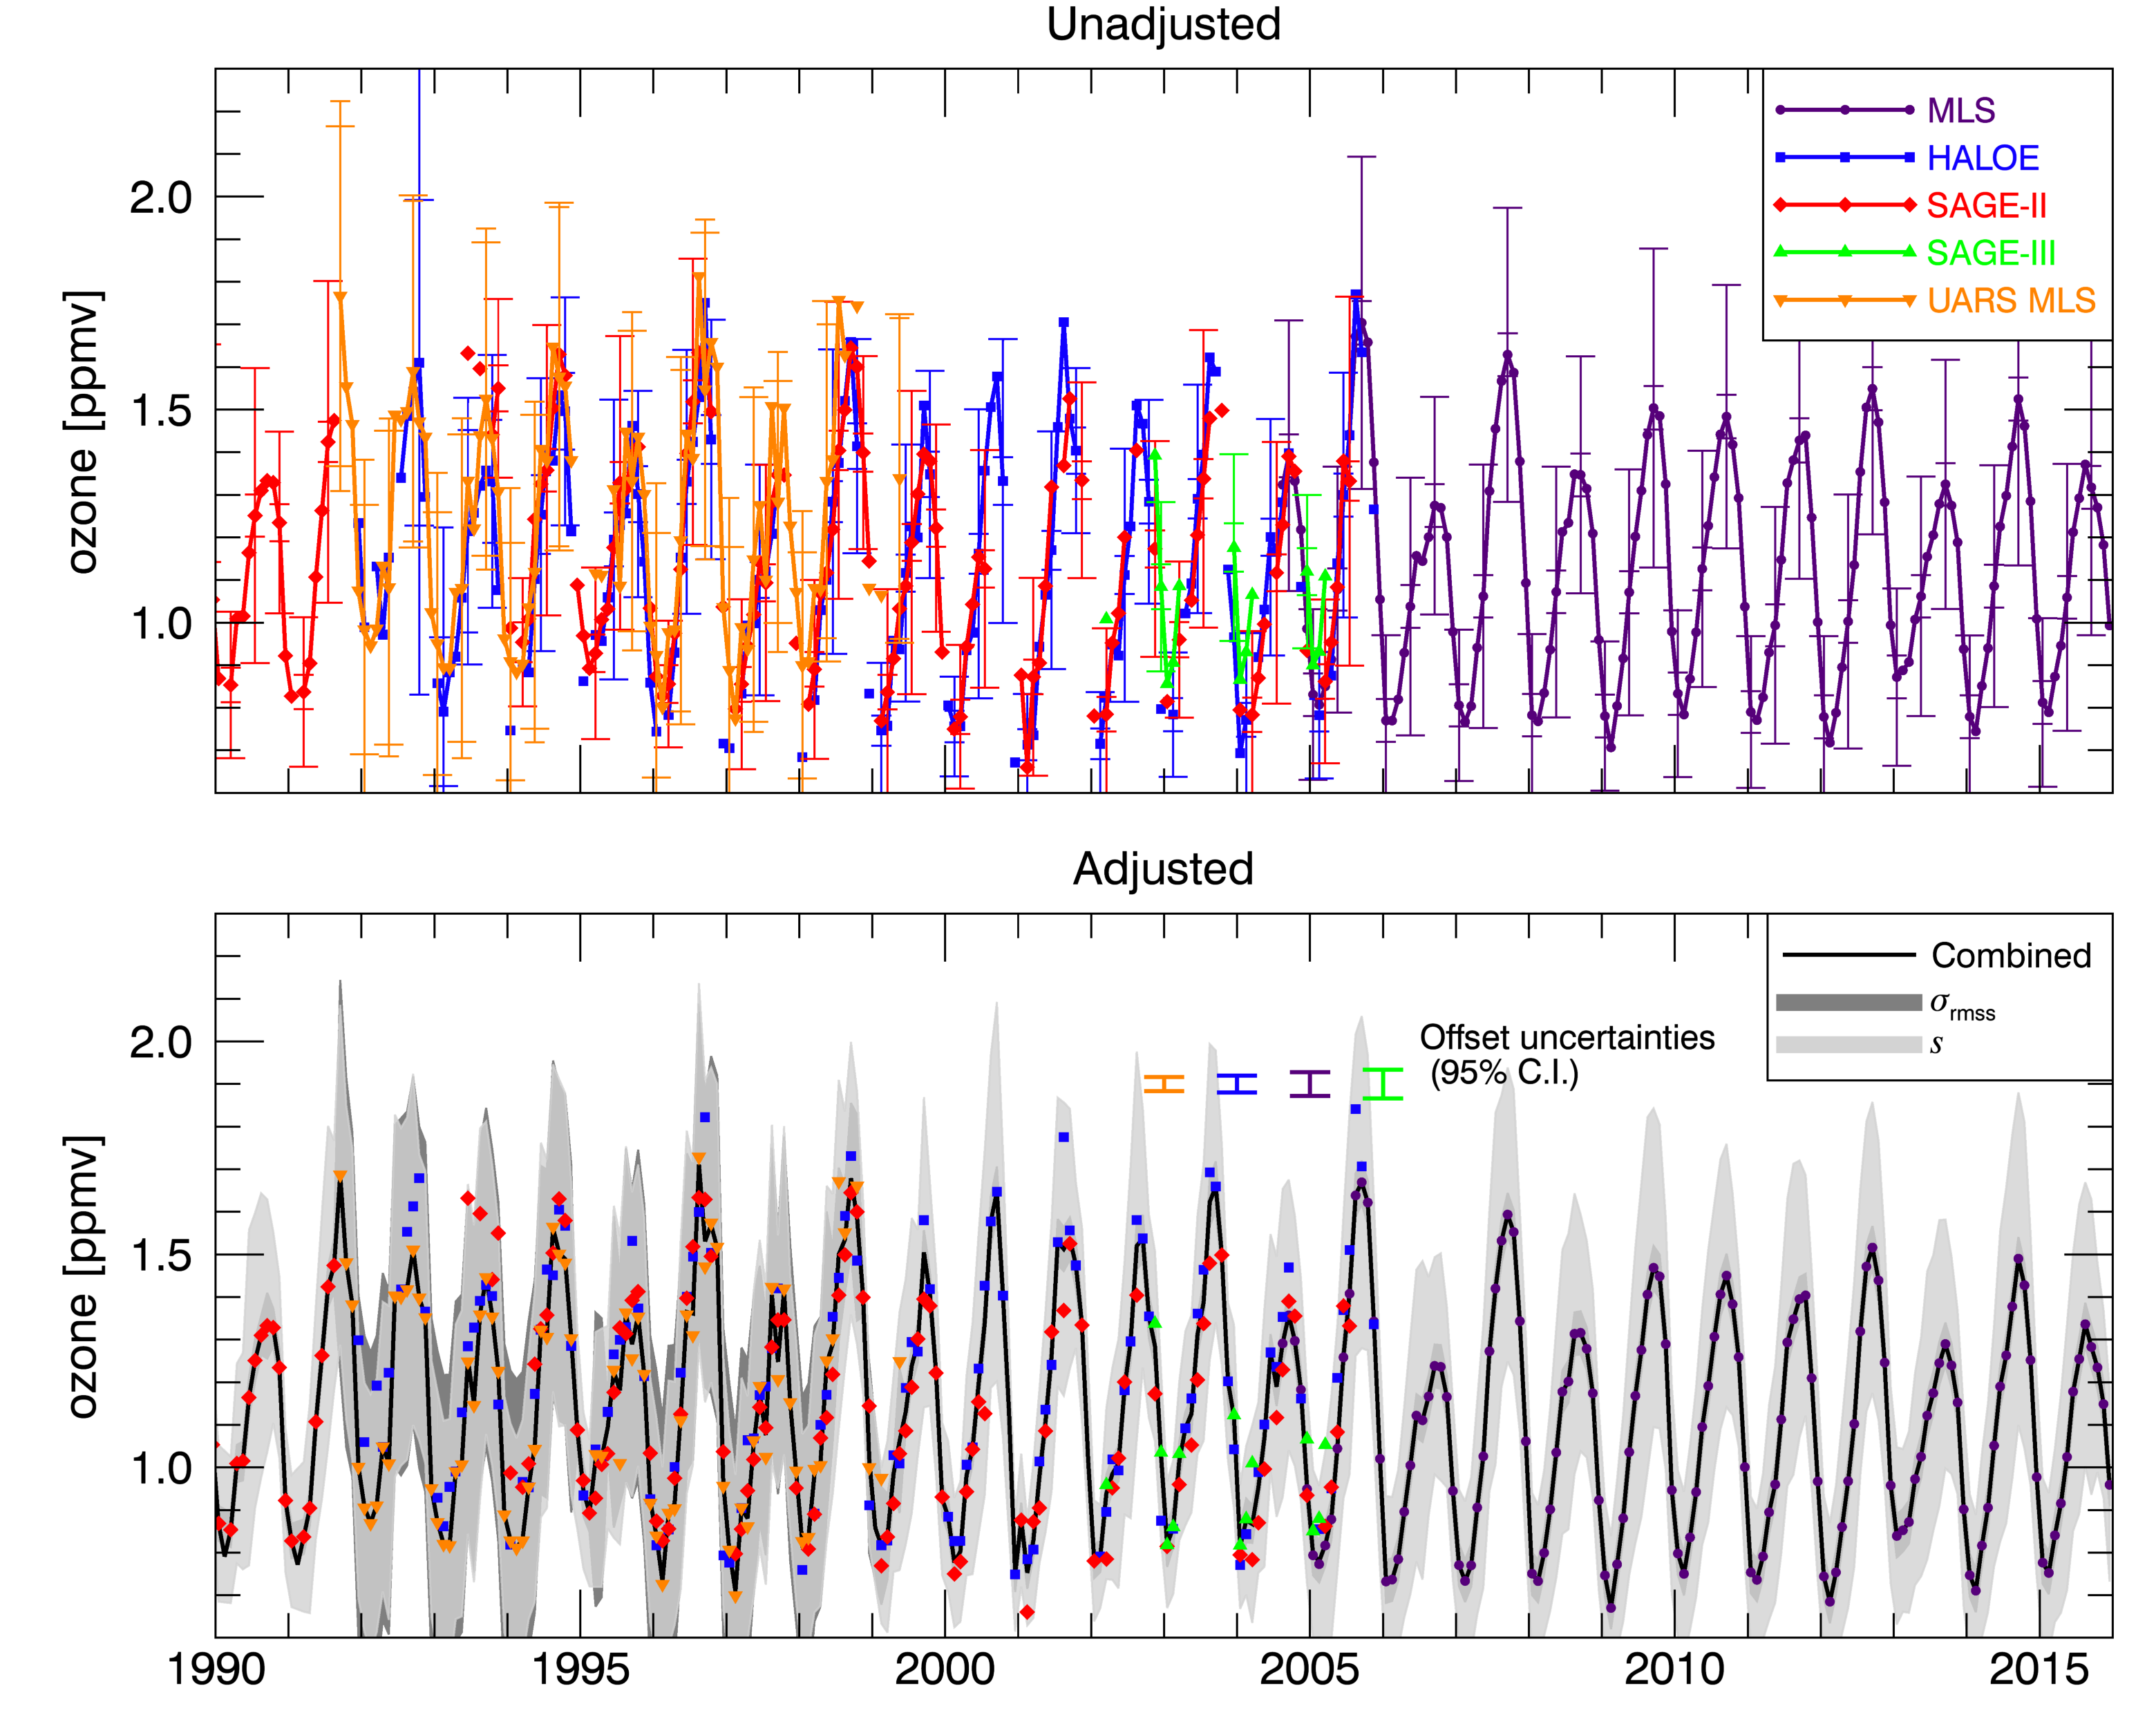 Unadjusted
ozone [ppmv]
2.0
1.5
1.0
MLS
HALOE
SAGE-II
SAGE-III
UARS MLS
Adjusted
ozone [ppmv]
2.0
1.5
1.0
Combined
σrmss
s
Offset uncertainties
(95% C.I.)
1990 1995 2000 2005 2010 2015